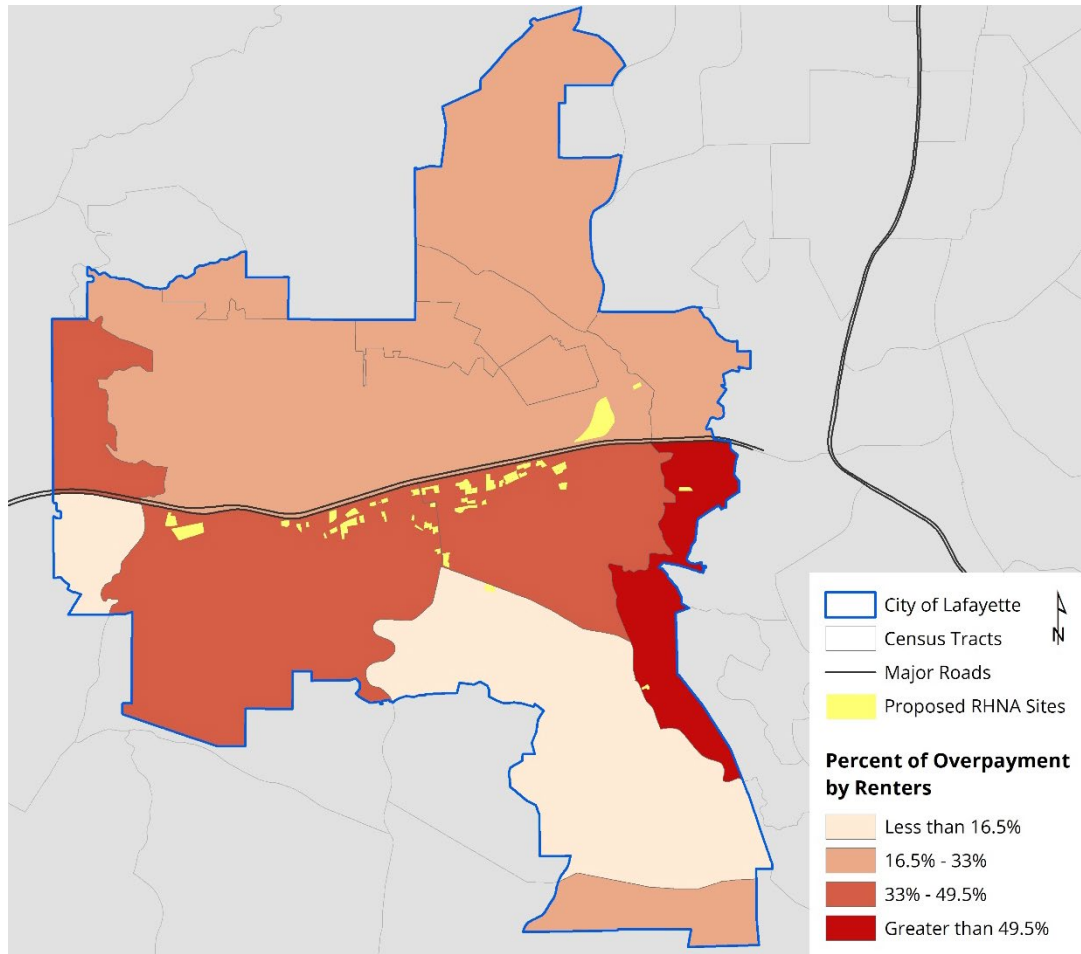 City of Lafayette
Census Tracts
Major Roads
Proposed RHNA Sites
N
Percent of Overpayment
by Renters
Less than 16.5%
16.5% - 33%
33% - 49.5%
Greater than 49.5%